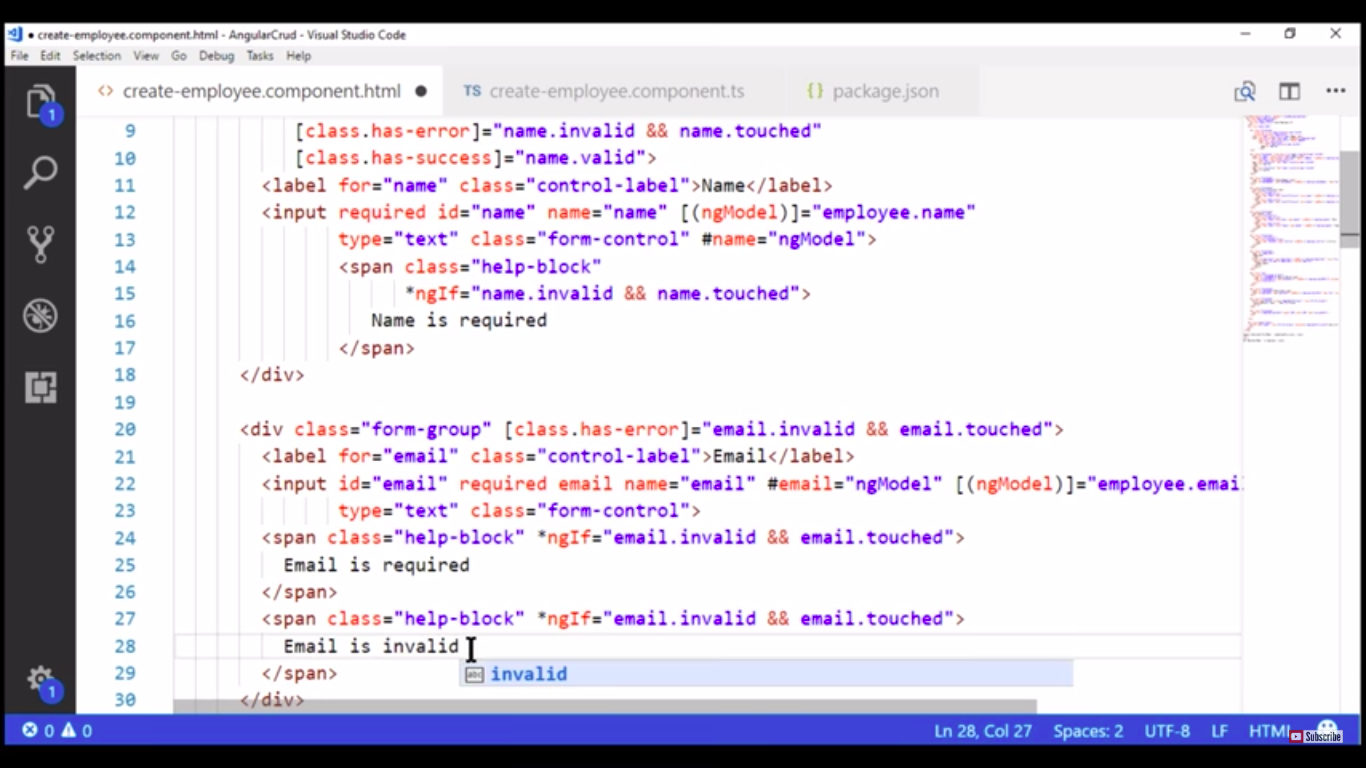 ● create-employee.component.html - AngularCrud - Visual Studio Code
File Edit Selection View Go Debug Tasks Help
<> create-employee.component.html ● TS create-employee.component.ts {} package.json
9 [class.has-error]="name.invalid && name.touched"
10 [class.has-success]="name.valid">
11 <label for="name" class="control-label">Name</label>
12 <input required id="name" name="name" [(ngModel)]="employee.name"
13 type="text" class="form-control" #name="ngModel">
14 <span class="help-block"
15 *ngIf="name.invalid && name.touched">
16 Name is required
17 </span>
18 </div>
19
20 <div class="form-group" [class.has-error]="email.invalid && email.touched">
21 <label for="email" class="control-label">Email</label>
22 <input id="email" required email name="email" #email="ngModel" [(ngModel)]="employee.emai
23 type="text" class="form-control">
24 <span class="help-block" *ngIf="email.invalid && email.touched">
25 Email is required
26 </span>
27 <span class="help-block" *ngIf="email.invalid && email.touched">
28 Email is invalid
abc invalid
29 </span>
30 </div>
1
1
0 0 Ln 28, Col 27 Spaces: 2 UTF-8 LF HTML
Subscribe